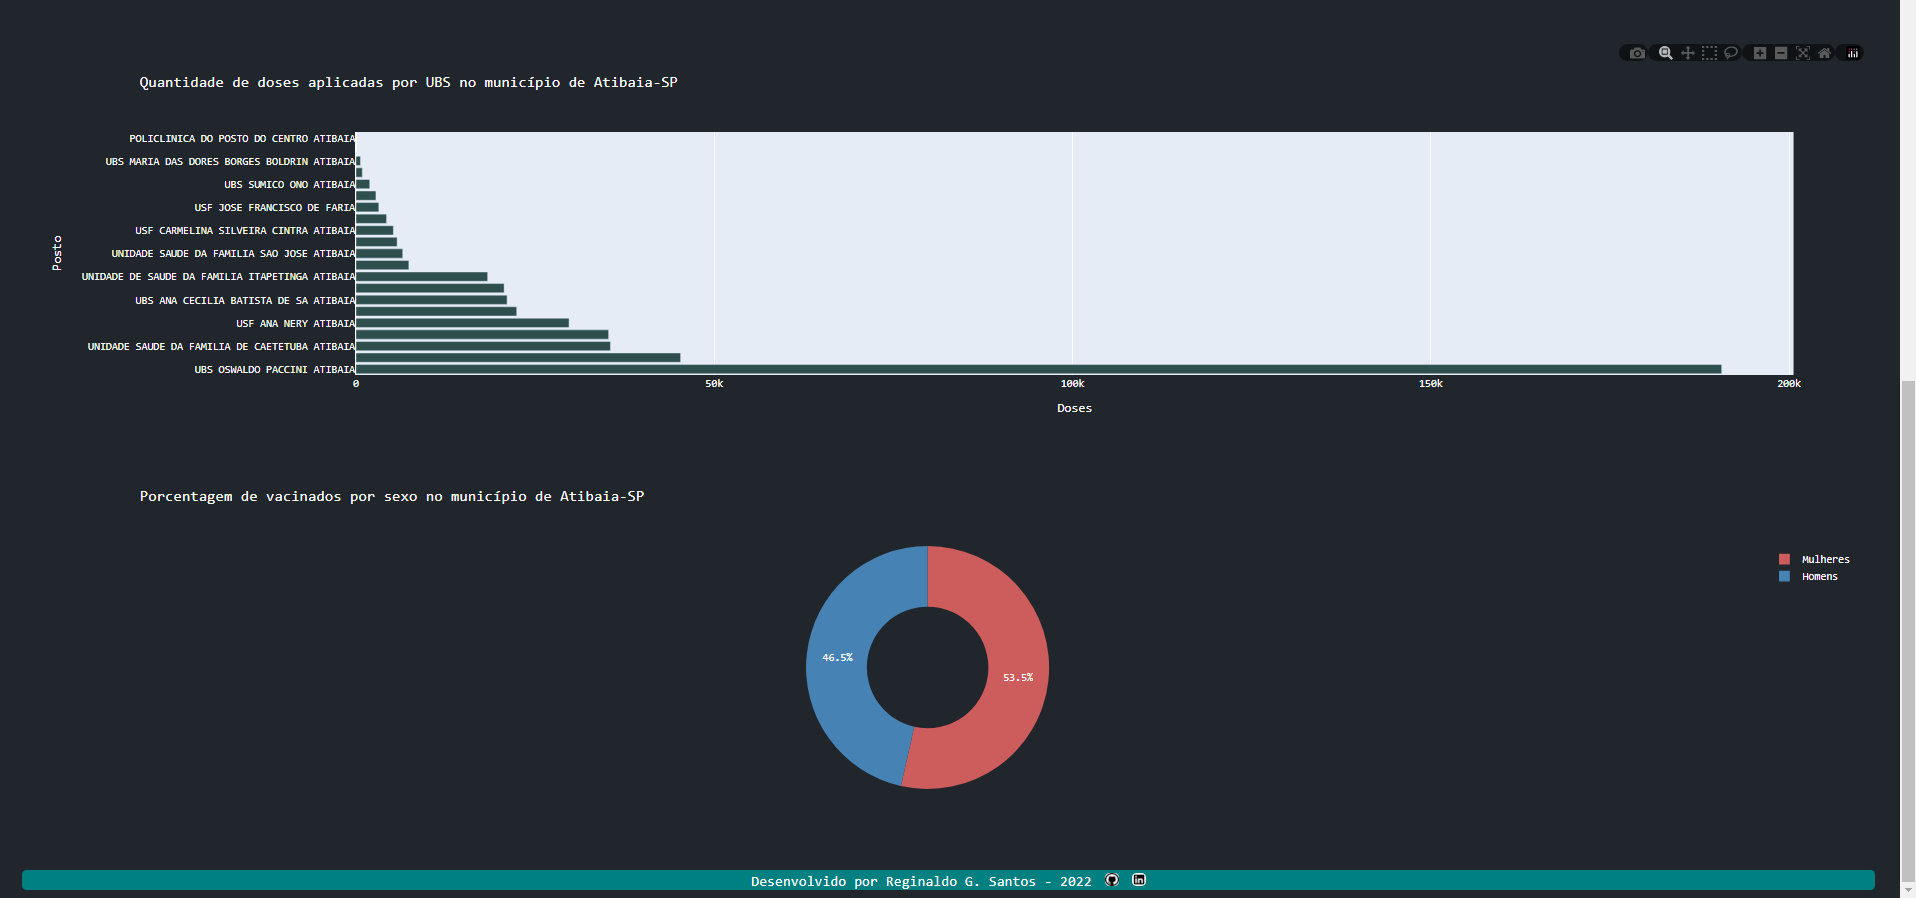 Quantidade de doses aplicadas por UBS no município de Atibaia-SP
POLICLINICA DO POSTO DO CENTRO ATIBAIA
UBS MARIA DAS DORES BORGES BOLDRIN ATIBAIA
UBS SUMICO ONO ATIBAIA
USF JOSE FRANCISCO DE FARIA
USF CARMELINA SILVEIRA CINTRA ATIBAIA
UNIDADE SAUDE DA FAMILIA SAO JOSE ATIBAIA
UNIDADE DE SAUDE DA FAMILIA ITAPETINGA ATIBAIA
UBS ANA CECILIA BATISTA DE SA ATIBAIA
USF ANA NERY ATIBAIA
UNIDADE SAUDE DA FAMILIA DE CAETETUBA ATIBAIA
UBS OSWALDO PACCINI ATIBAIA
Posto
0 50k 100k 150k 200k
Doses
Porcentagem de vacinados por sexo no município de Atibaia-SP
Mulheres
Homens
46.5%
53.5%
Desenvolvido por Reginaldo G. Santos - 2022